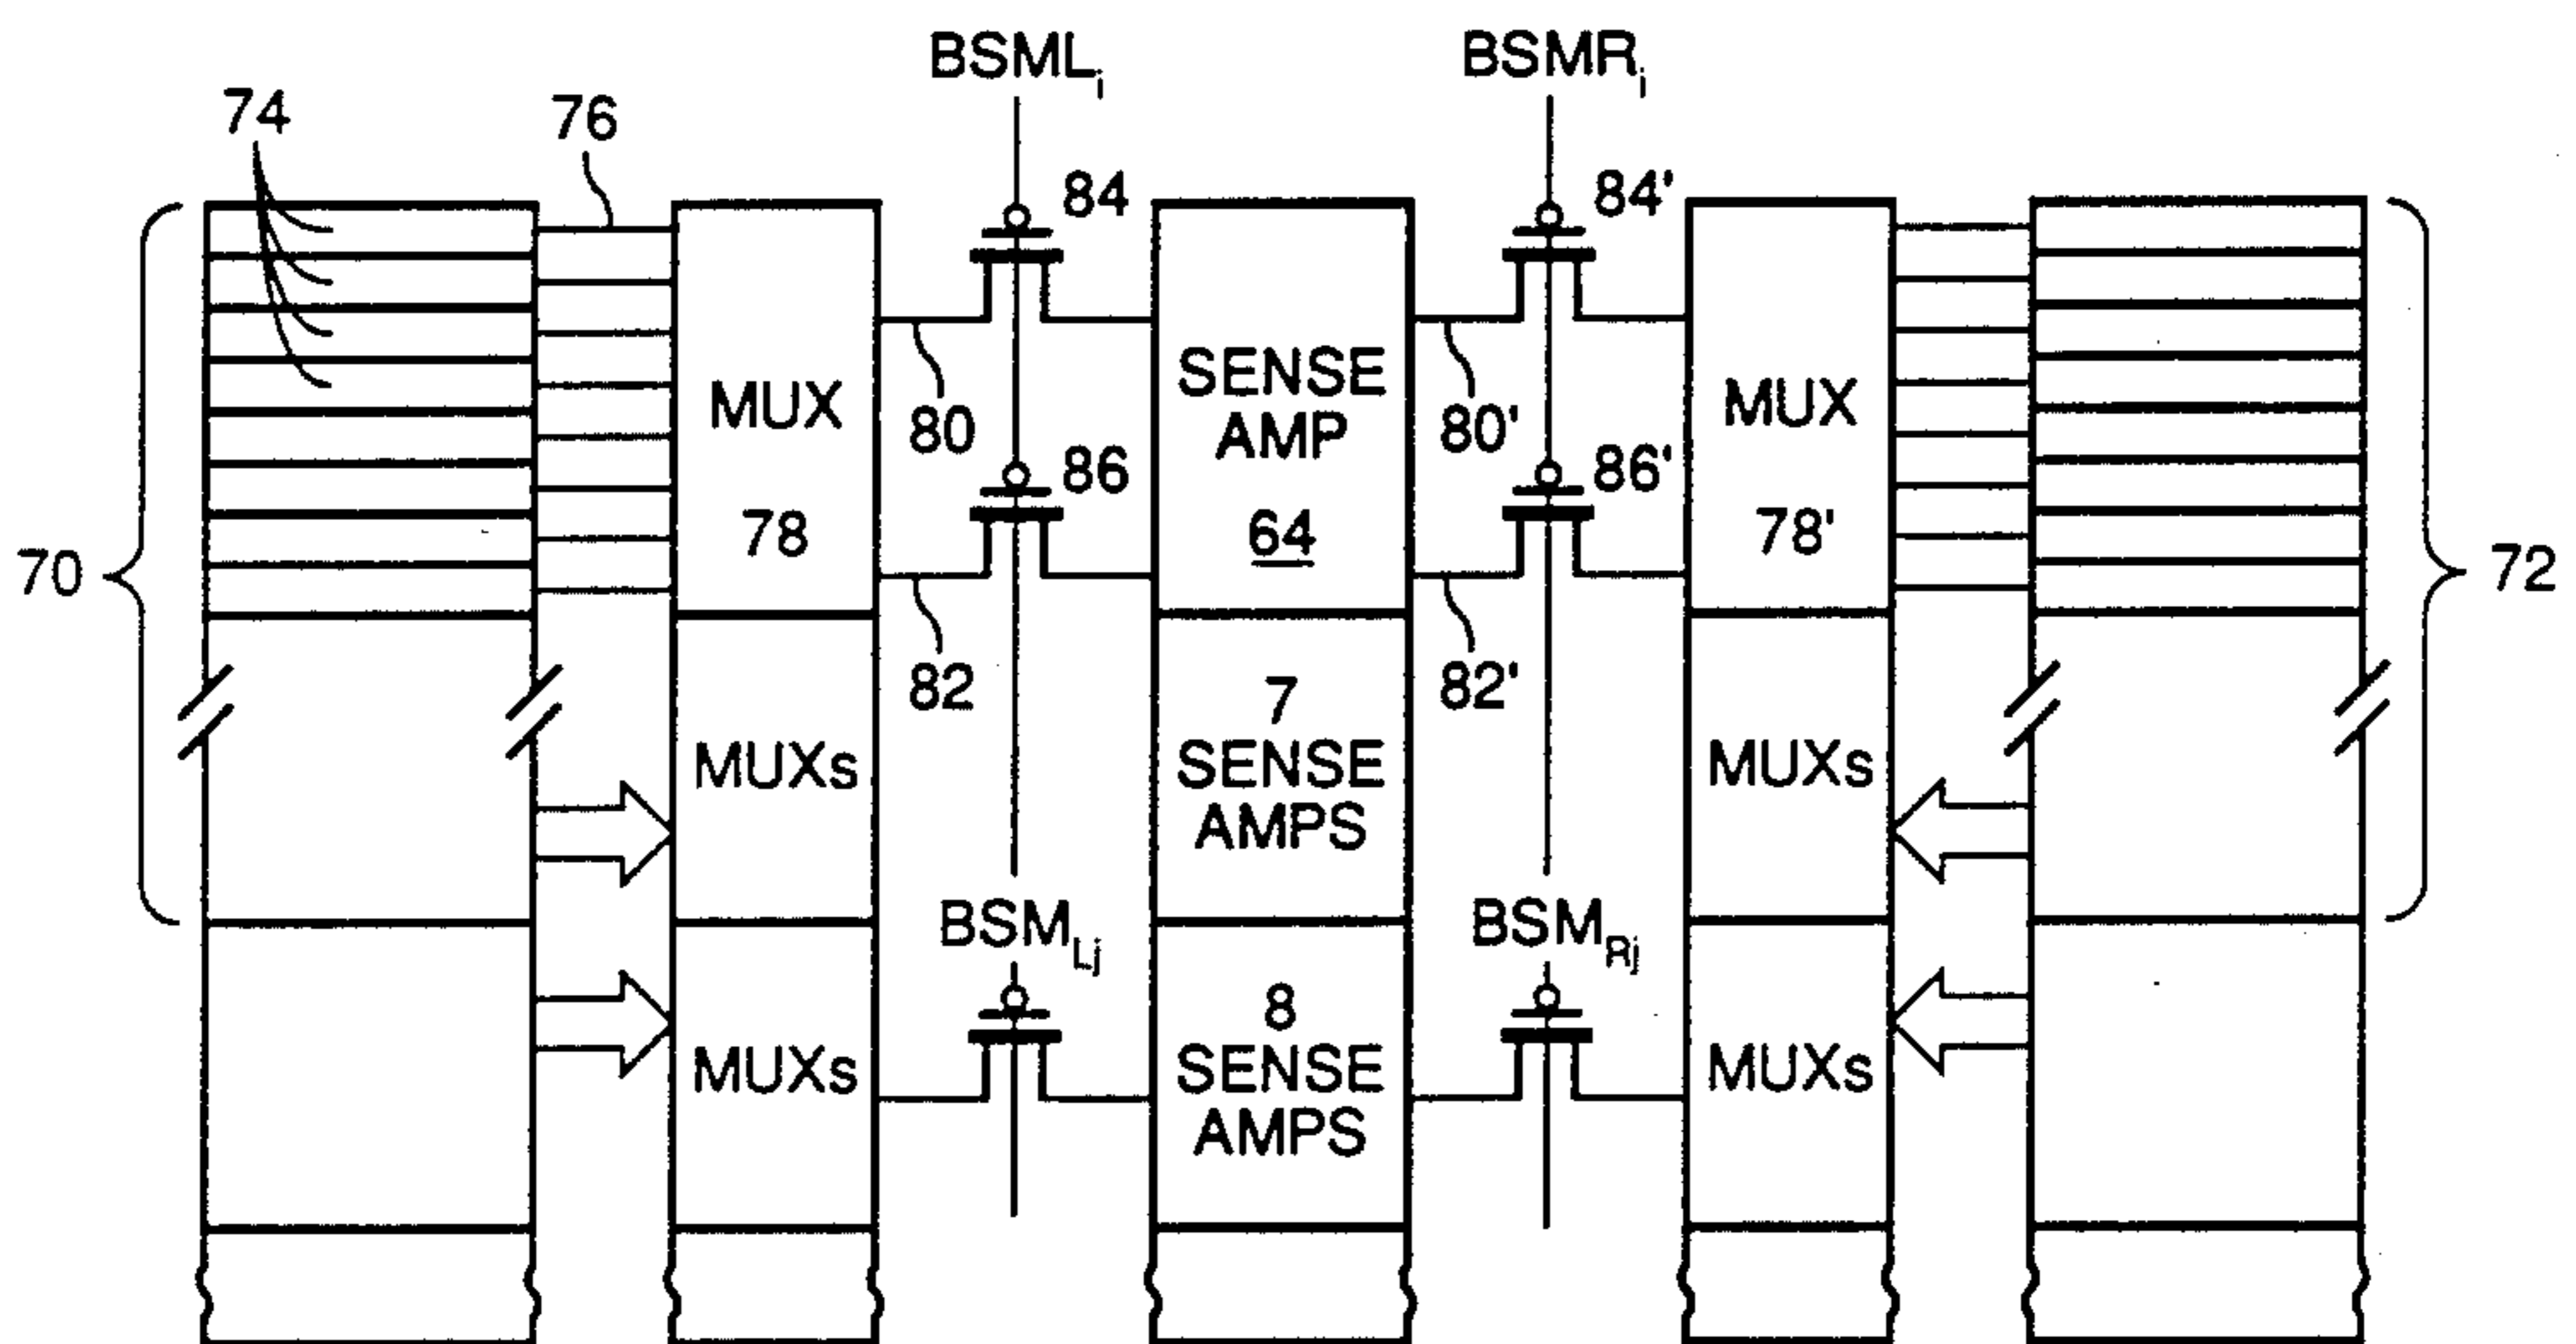 BSMLi
BSMRi
74
76
84
84'
MUX
78
80
SENSE
AMP
64
80'
MUX
78'
86
86'
70
72
82
82'
MUXs
7
SENSE
AMPS
MUXs
BSMLj
BSMRj
MUXs
8
SENSE
AMPS
MUXs